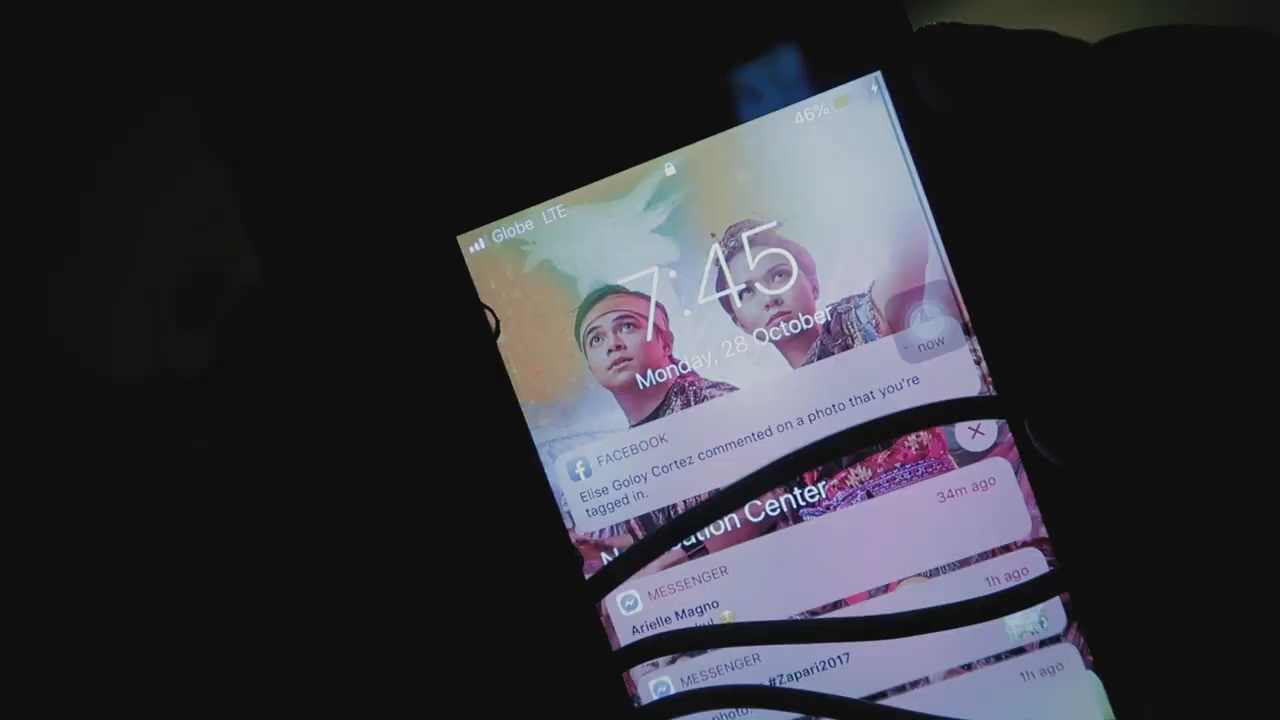 Globe LTE
46%
7:45
Monday, 28 October
FACEBOOK
now
Elise Goloy Cortez commented on a photo that you're
tagged in.
Center
MESSENGER
34m ago
Arielle Magno
MESSENGER
1h ago
#Zapari2017
1h ago